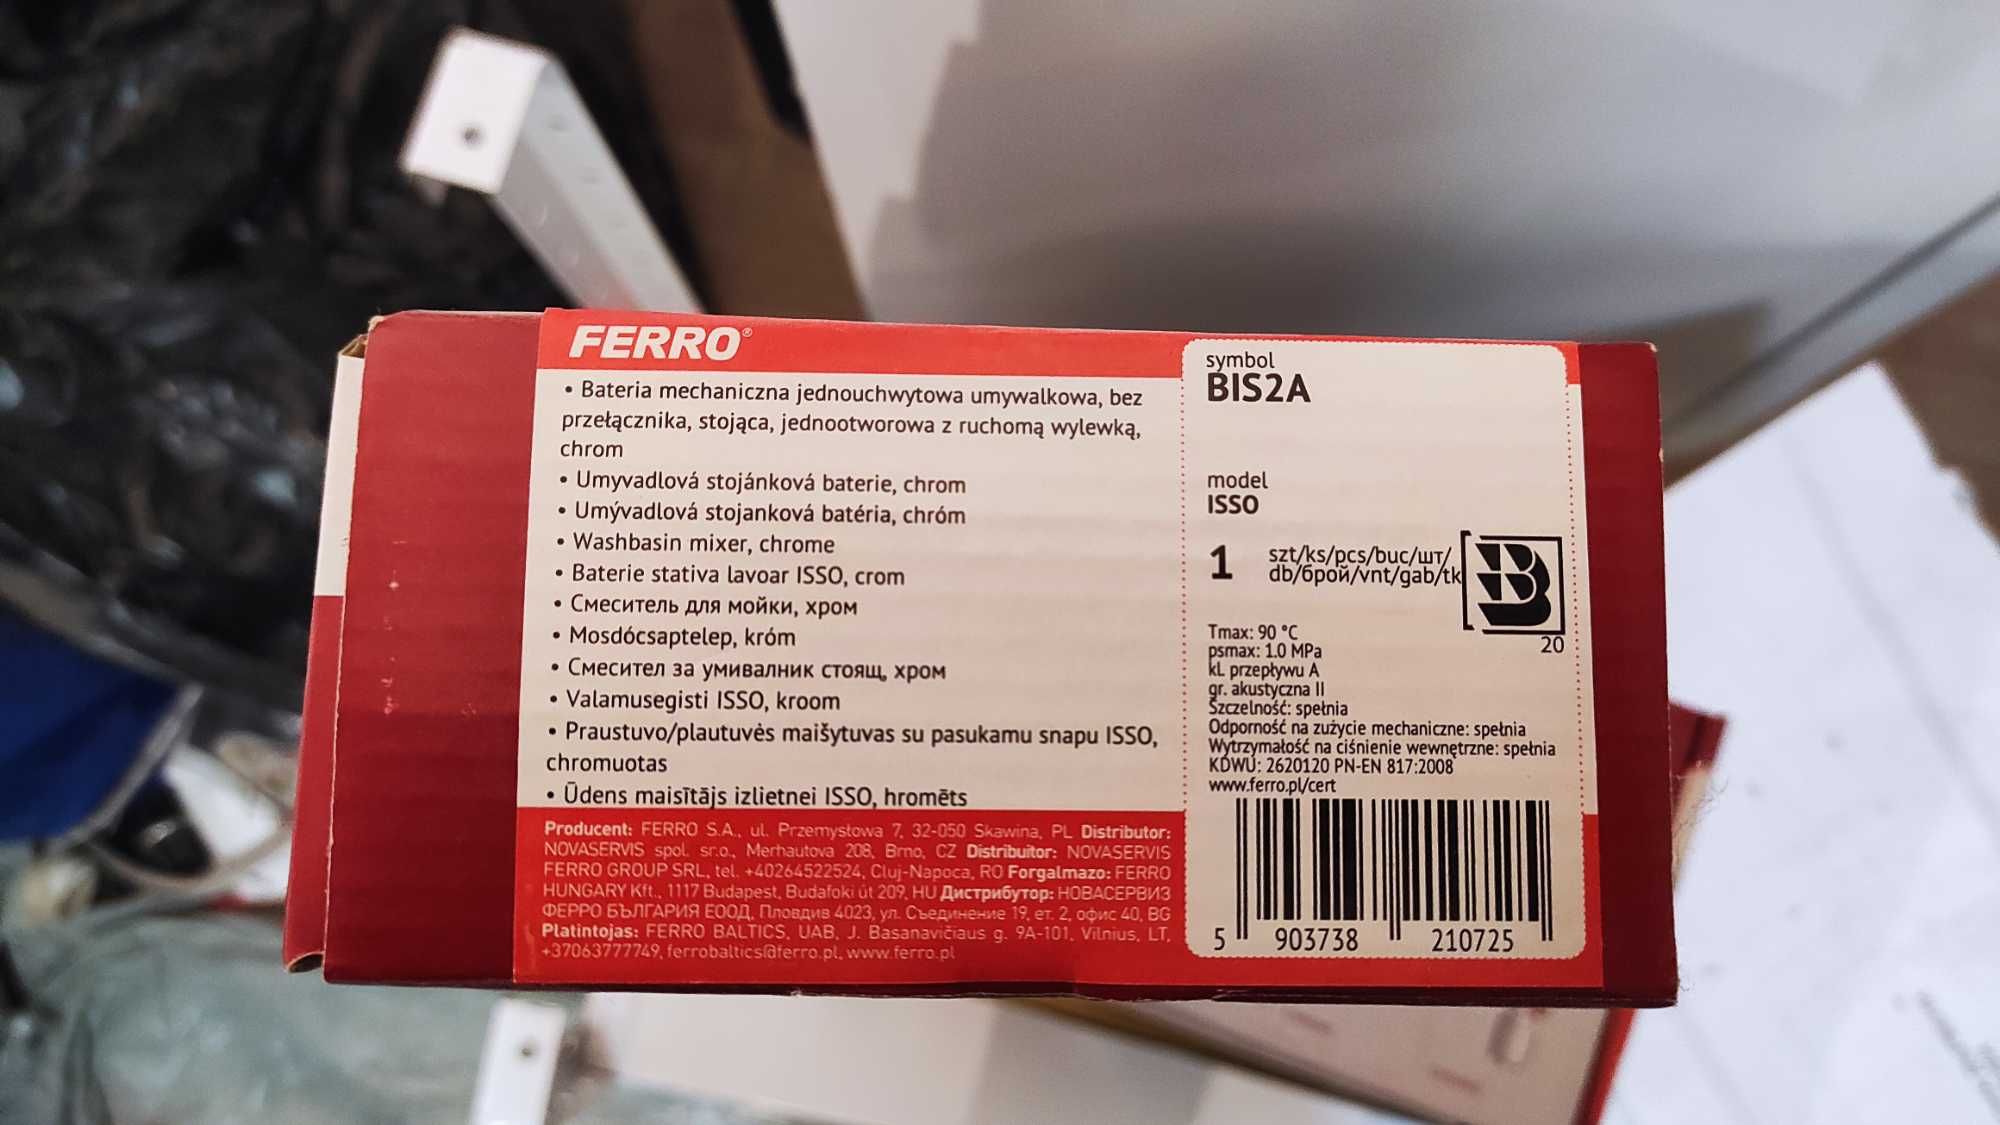 FERRO®
• Bateria mechaniczna jednouchwytowa umywalkowa, bez
przełącznika, stojąca, jednootworowa z ruchomą wylewką,
chrom
• Umyvadlová stojánková baterie, chrom
• Umývadlová stojanková batéria, chróm
• Washbasin mixer, chrome
• Baterie stativa lavoar ISSO, crom
• Смеситель для мойки, хром
• Mosdócsaptelep, króm
• Смесител за умивалник стоящ, хром
• Valamusegisti ISSO, kroom
• Praustuvo/plautuvės maišytuvas su pasukamu snapu ISSO,
chromuotas
• Ūdens maisītājs izlietnei ISSO, hromēts
Producent: FERRO S.A., ul. Przemysłowa 7, 32-050 Skawina, PL Distributor:
NOVASERVIS spol. sr.o., Merhautova 208, Brno, CZ Distribuitor: NOVASERVIS
FERRO GROUP SRL, tel. +40264522524, Cluj-Napoca, RO Forgalmazo: FERRO
HUNGARY Kft., 1117 Budapest, Budafoki út 209, HU Дистрибутор: НОВАСЕРВИЗ
ФЕРРО БЪЛГАРИЯ ЕООД, Пловдив 4023, ул. Съединение 19, ет. 2, офис 40, BG
Platintojas: FERRO BALTICS, UAB, J. Basanavičiaus g. 9A-101, Vilnius, LT,
+37063777749, ferrobaltics@ferro.pl, www.ferro.pl
symbol
BIS2A
model
ISSO
1 szt/ks/pcs/buc/шт/
db/брой/vnt/gab/tk
B
20
Tmax: 90 °C
psmax: 1.0 MPa
kl. przepływu A
gr. akustyczna II
Szczelność: spełnia
Odporność na zużycie mechaniczne: spełnia
Wytrzymałość na ciśnienie wewnętrzne: spełnia
KDWU: 2620120 PN-EN 817:2008
www.ferro.pl/cert
5 903738 210725